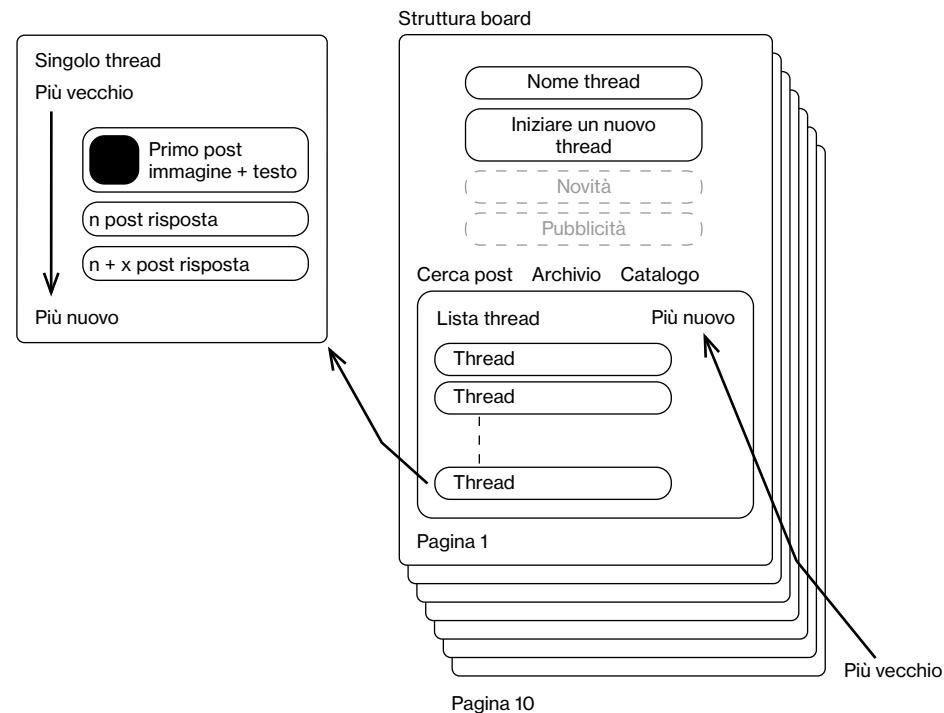 Struttura board
Singolo thread
Più vecchio
Primo post
immagine + testo
n post risposta
n + x post risposta
Più nuovo
Nome thread
Iniziare un nuovo
thread
Novità
Pubblicità
Cerca post Archivio Catalogo
Lista thread Più nuovo
Thread
Thread
Thread
Pagina 1
Più vecchio
Pagina 10